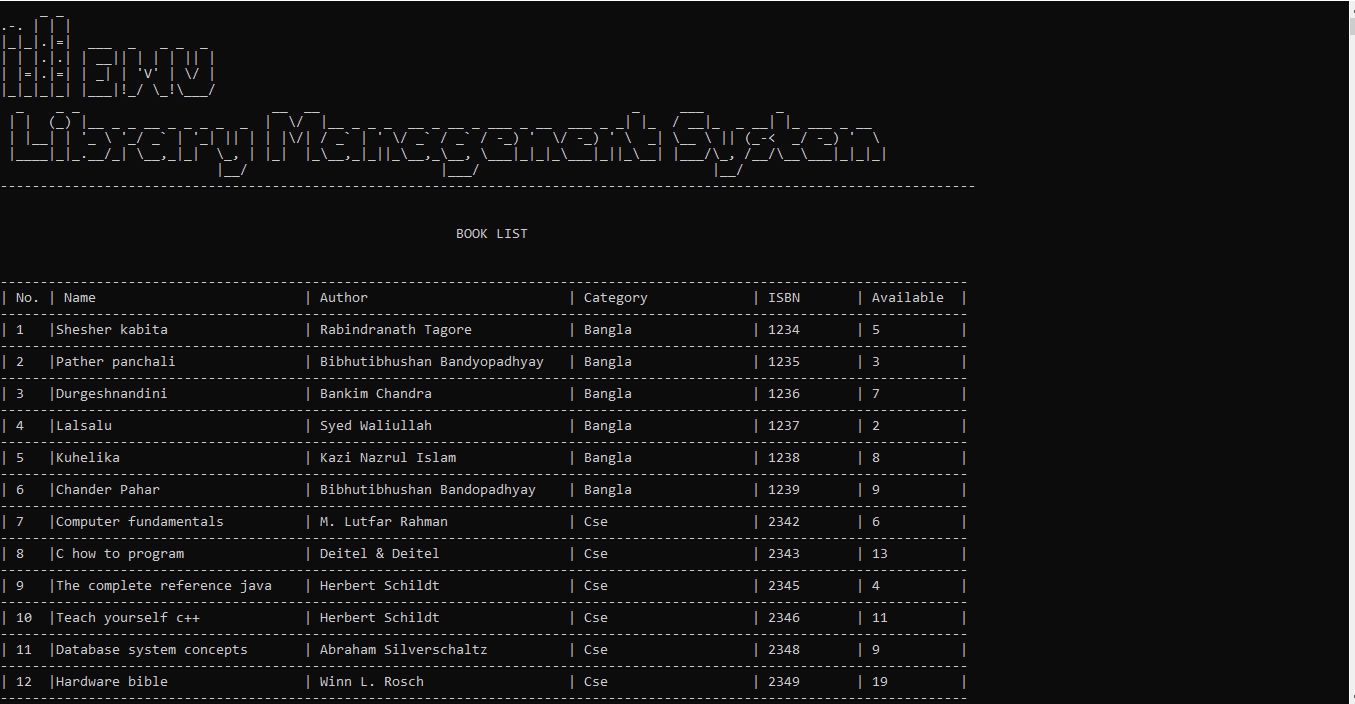 EWU
Library Management System
BOOK LIST
| No. | Name | Author | Category | ISBN | Available |
| 1 |Shesher kabita | Rabindranath Tagore | Bangla | 1234 | 5 |
| 2 |Pather panchali | Bibhutibhushan Bandyopadhyay | Bangla | 1235 | 3 |
| 3 |Durgeshnandini | Bankim Chandra | Bangla | 1236 | 7 |
| 4 |Lalsalu | Syed Waliullah | Bangla | 1237 | 2 |
| 5 |Kuhelika | Kazi Nazrul Islam | Bangla | 1238 | 8 |
| 6 |Chander Pahar | Bibhutibhushan Bandopadhyay | Bangla | 1239 | 9 |
| 7 |Computer fundamentals | M. Lutfar Rahman | Cse | 2342 | 6 |
| 8 |C how to program | Deitel & Deitel | Cse | 2343 | 13 |
| 9 |The complete reference java | Herbert Schildt | Cse | 2345 | 4 |
| 10 |Teach yourself c++ | Herbert Schildt | Cse | 2346 | 11 |
| 11 |Database system concepts | Abraham Silverschaltz | Cse | 2348 | 9 |
| 12 |Hardware bible | Winn L. Rosch | Cse | 2349 | 19 |